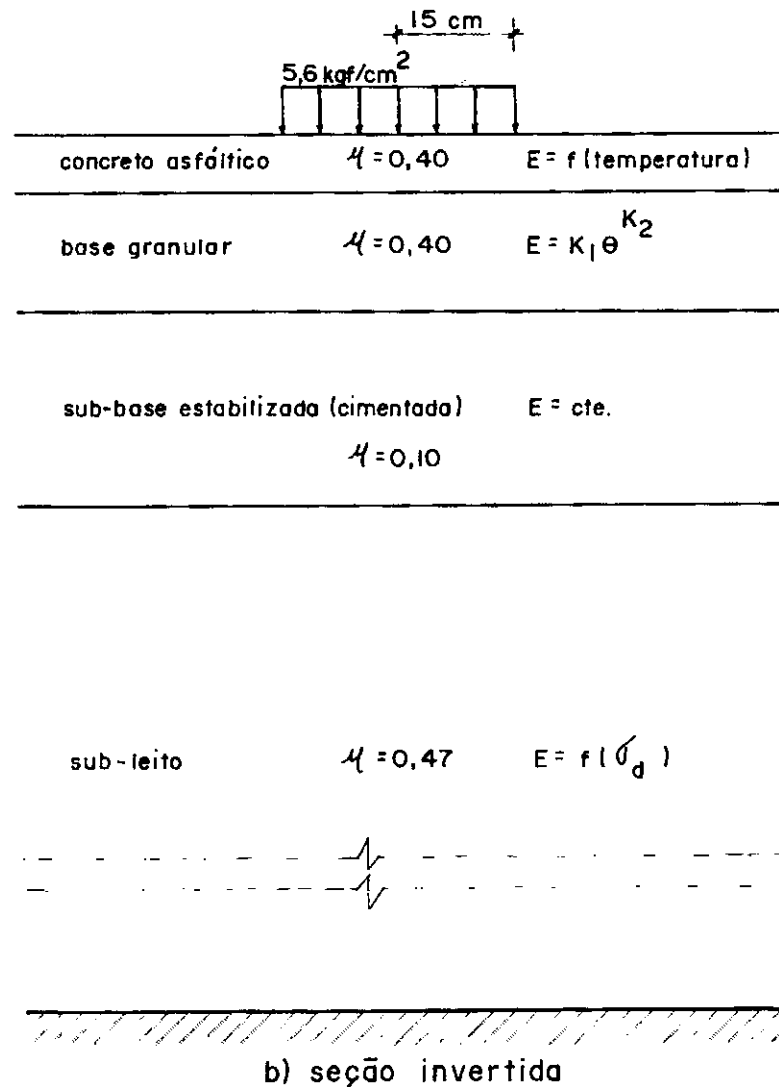 15 cm
5,6 kgf/cm²
concreto asfáltico μ = 0,40 E = f (temperatura)
base granular μ = 0,40 E = K₁ θ^K₂
sub-base estabilizada (cimentada) E = cte.
μ = 0,10
sub-leito μ = 0,47 E = f ( σ_d )
b) seção invertida